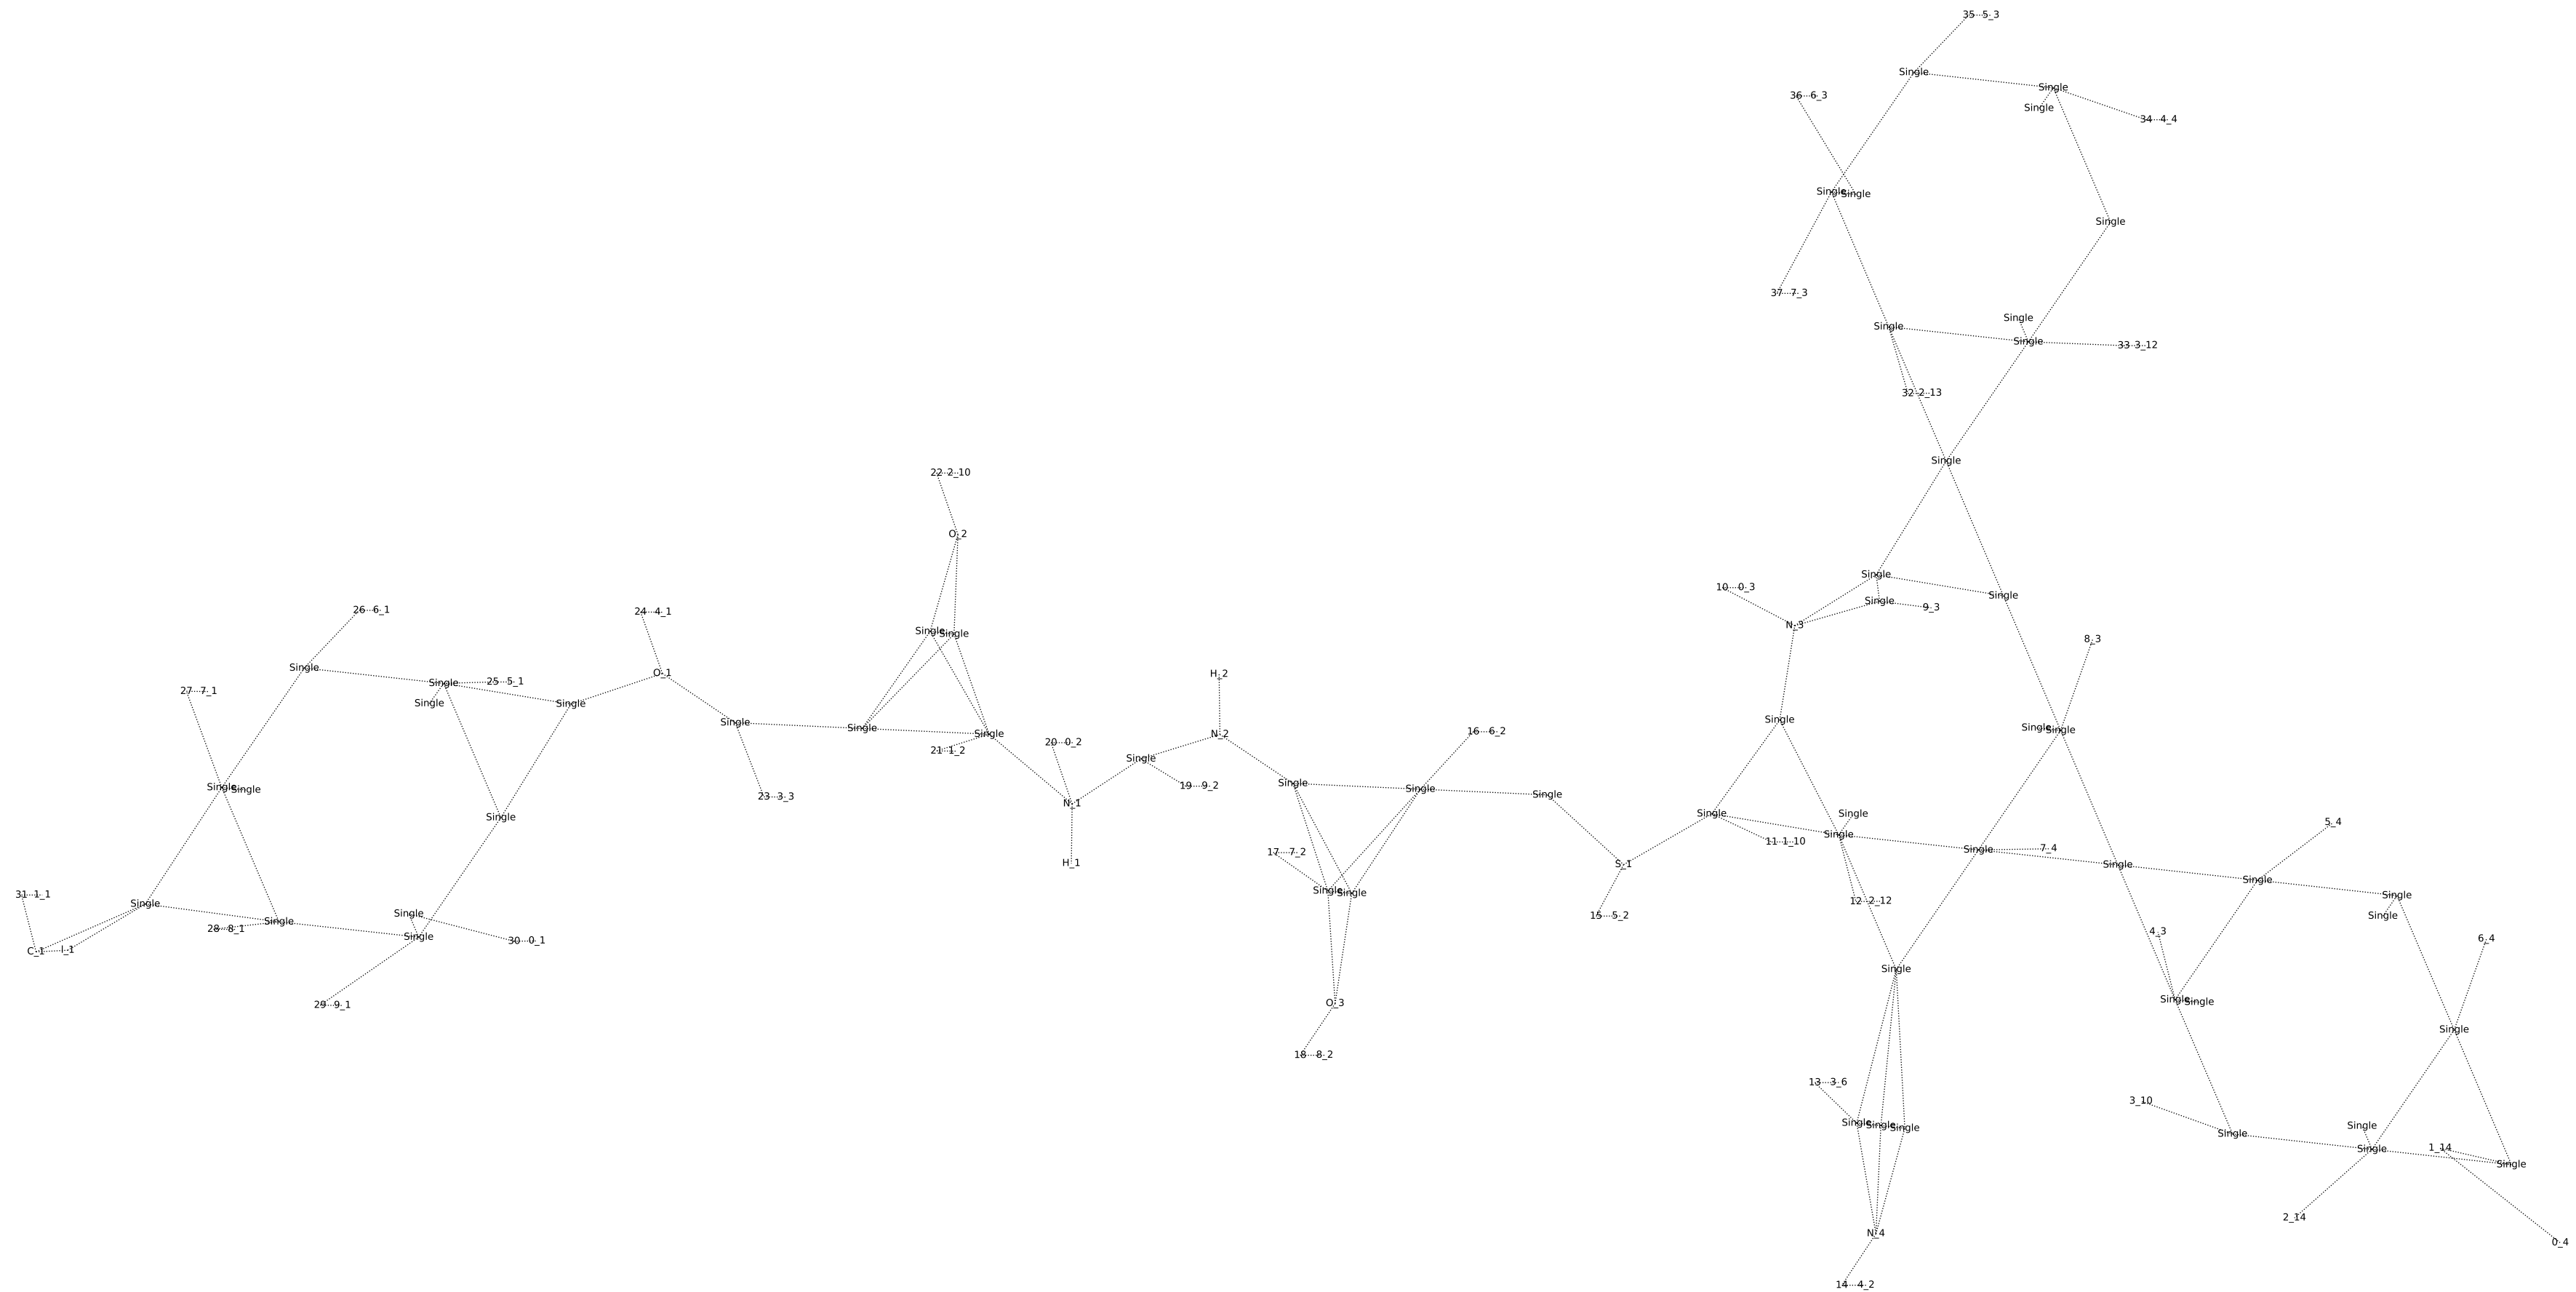 35 5_3
Single
Single
36 6_3
Single
34 4_4
Single Single
Single
37 7_3
Single
Single
Single
33 3_12
32 2_13
Single
22 2_10
O_2
Single
10 0_3
Single
Single
9_3
26 6_1
24 4_1
N_3
Single Single
8_3
Single
O_1
H_2
25 5_1
Single
27 7_1
Single
Single
Single
Single
Single
Single
N_2
Single
Single Single
16 6_2
20 0_2
21 1_2
Single
19 9_2
Single
Single
Single
Single Single
23 3_3
N_1
Single
Single
Single
5_4
Single
Single
11 1_10
Single
7_4
17 7_2
H_1
S_1
Single
Single
Single Single
31 1_1
Single
12 2_12
Single
Single
15 5_2
Single
28 8_1
Single
30 0_1
4_3
6_4
C_1
I_1
Single
Single Single
O_3
29 9_1
Single
18 8_2
13 3_6
3_10
Single Single Single
Single
Single
Single
1_14
Single
2_14
N_4
0_4
14 4_2